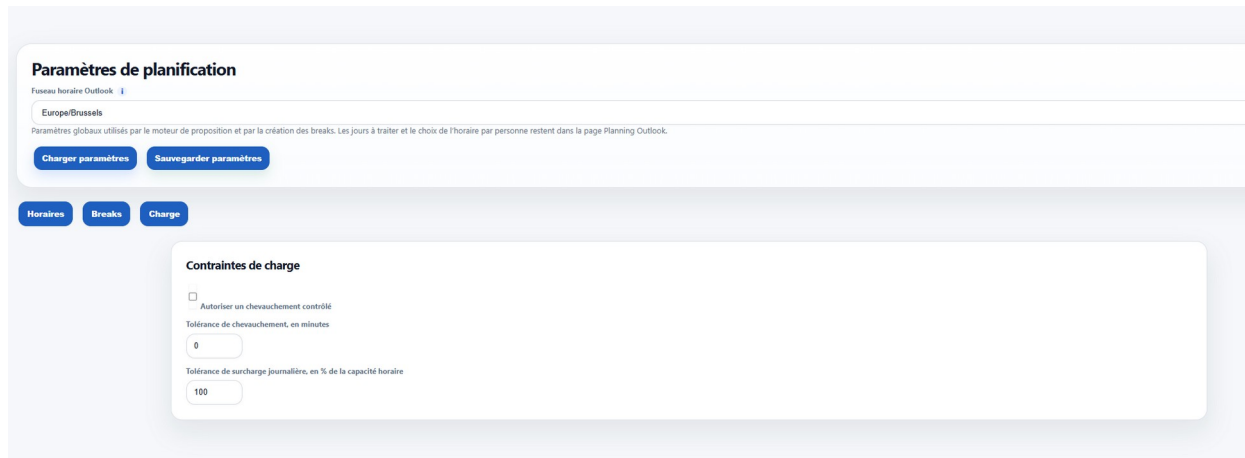 Paramètres de planification
Fuseau horaire Outlook i
Europe/Brussels
Paramètres globaux utilisés par le moteur de proposition et par la création des breaks. Les jours à traiter et le choix de l'horaire par personne restent dans la page Planning Outlook.
Charger paramètres Sauvegarder paramètres
Horaires Breaks Charge
Contraintes de charge
Autoriser un chevauchement contrôlé
Tolérance de chevauchement, en minutes
0
Tolérance de surcharge journalière, en % de la capacité horaire
100